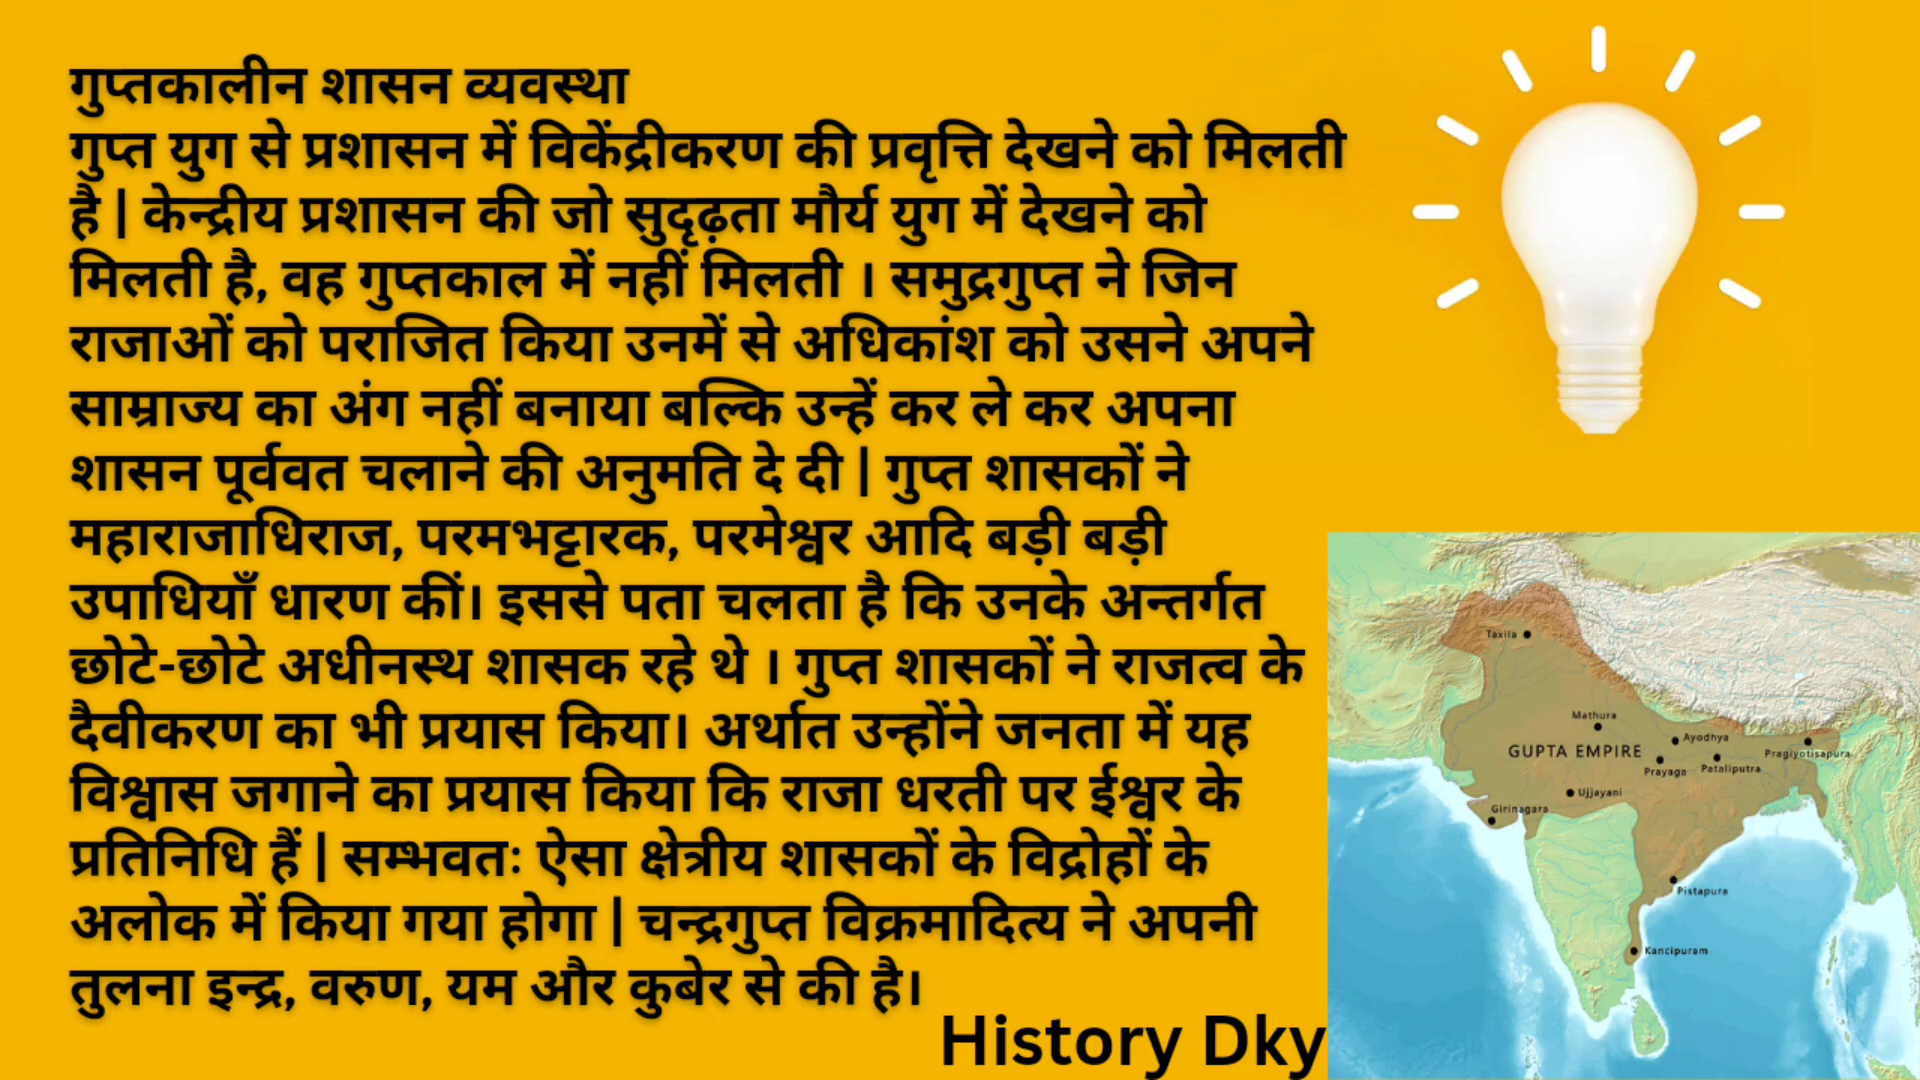 गुप्तकालीन शासन व्यवस्था
गुप्त युग से प्रशासन में विकेंद्रीकरण की प्रवृत्ति देखने को मिलती
है | केन्द्रीय प्रशासन की जो सुदृढ़ता मौर्य युग में देखने को
मिलती है, वह गुप्तकाल में नहीं मिलती । समुद्रगुप्त ने जिन
राजाओं को पराजित किया उनमें से अधिकांश को उसने अपने
साम्राज्य का अंग नहीं बनाया बल्कि उन्हें कर ले कर अपना
शासन पूर्ववत चलाने की अनुमति दे दी | गुप्त शासकों ने
महाराजाधिराज, परमभट्टारक, परमेश्वर आदि बड़ी बड़ी
उपाधियाँ धारण कीं। इससे पता चलता है कि उनके अन्तर्गत
छोटे-छोटे अधीनस्थ शासक रहे थे । गुप्त शासकों ने राजत्व के
दैवीकरण का भी प्रयास किया। अर्थात उन्होंने जनता में यह
विश्वास जगाने का प्रयास किया कि राजा धरती पर ईश्वर के
प्रतिनिधि हैं | सम्भवतः ऐसा क्षेत्रीय शासकों के विद्रोहों के
अलोक में किया गया होगा | चन्द्रगुप्त विक्रमादित्य ने अपनी
तुलना इन्द्र, वरुण, यम और कुबेर से की है।
History Dky
Taxila
Mathura
Ayodhya
GUPTA EMPIRE
Pragjyotisapura
Prayaga
Pataliputra
Ujjayani
Girinagara
Pistapura
Kancipuram